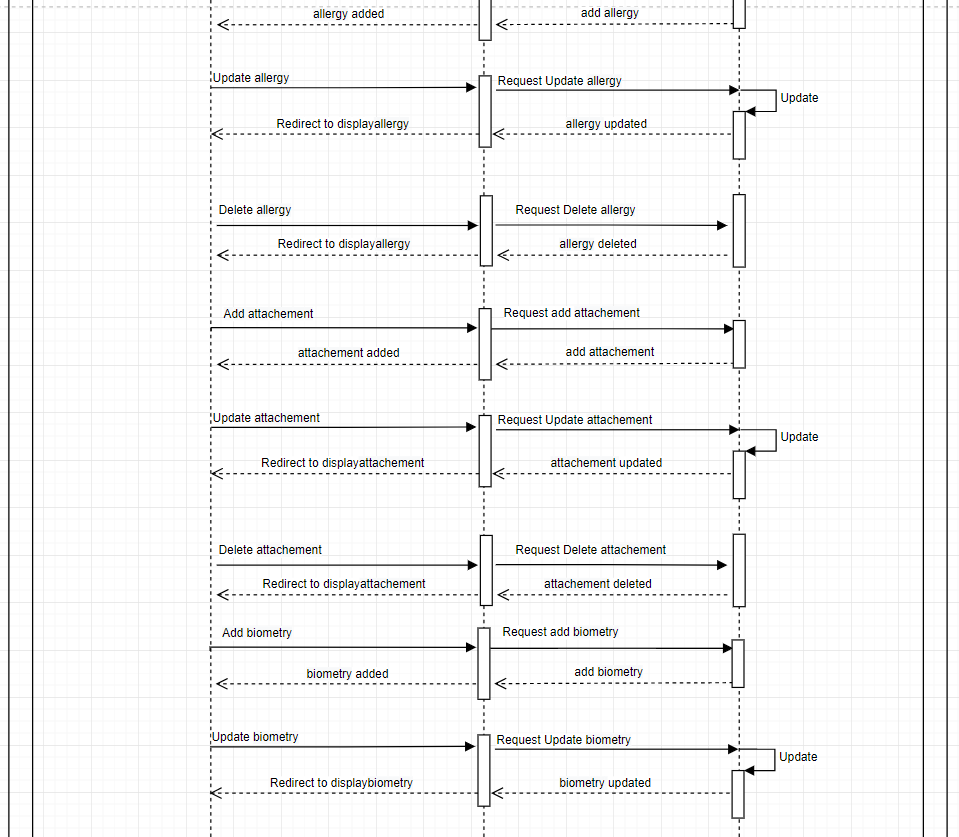 allergy added
add allergy
Update allergy
Request Update allergy
Update
Redirect to displayallergy
allergy updated
Delete allergy
Request Delete allergy
Redirect to displayallergy
allergy deleted
Add attachement
Request add attachement
attachement added
add attachement
Update attachement
Request Update attachement
Update
Redirect to displayattachement
attachement updated
Delete attachement
Request Delete attachement
Redirect to displayattachement
attachement deleted
Add biometry
Request add biometry
biometry added
add biometry
Update biometry
Request Update biometry
Update
Redirect to displaybiometry
biometry updated